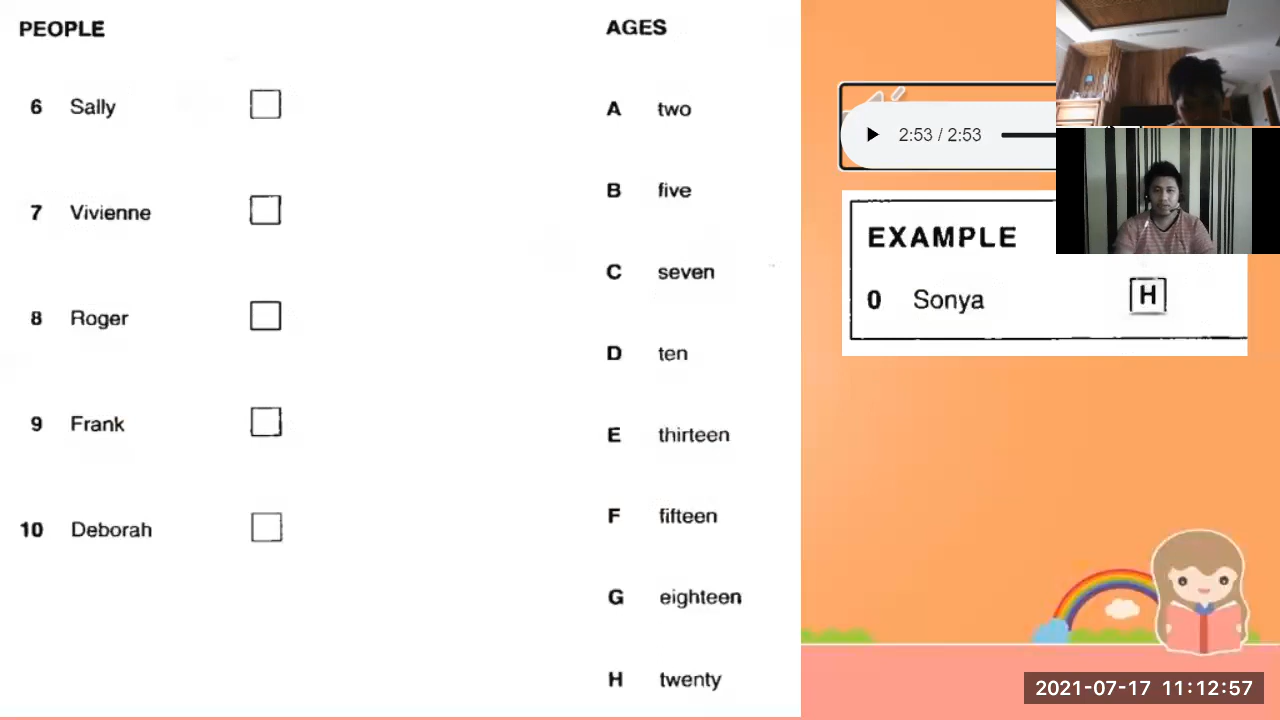 PEOPLE
6 Sally
7 Vivienne
8 Roger
9 Frank
10 Deborah
AGES
A two
B five
C seven
D ten
E thirteen
F fifteen
G eighteen
H twenty
2:53 / 2:53
EXAMPLE
0 Sonya H
2021-07-17 11:12:57